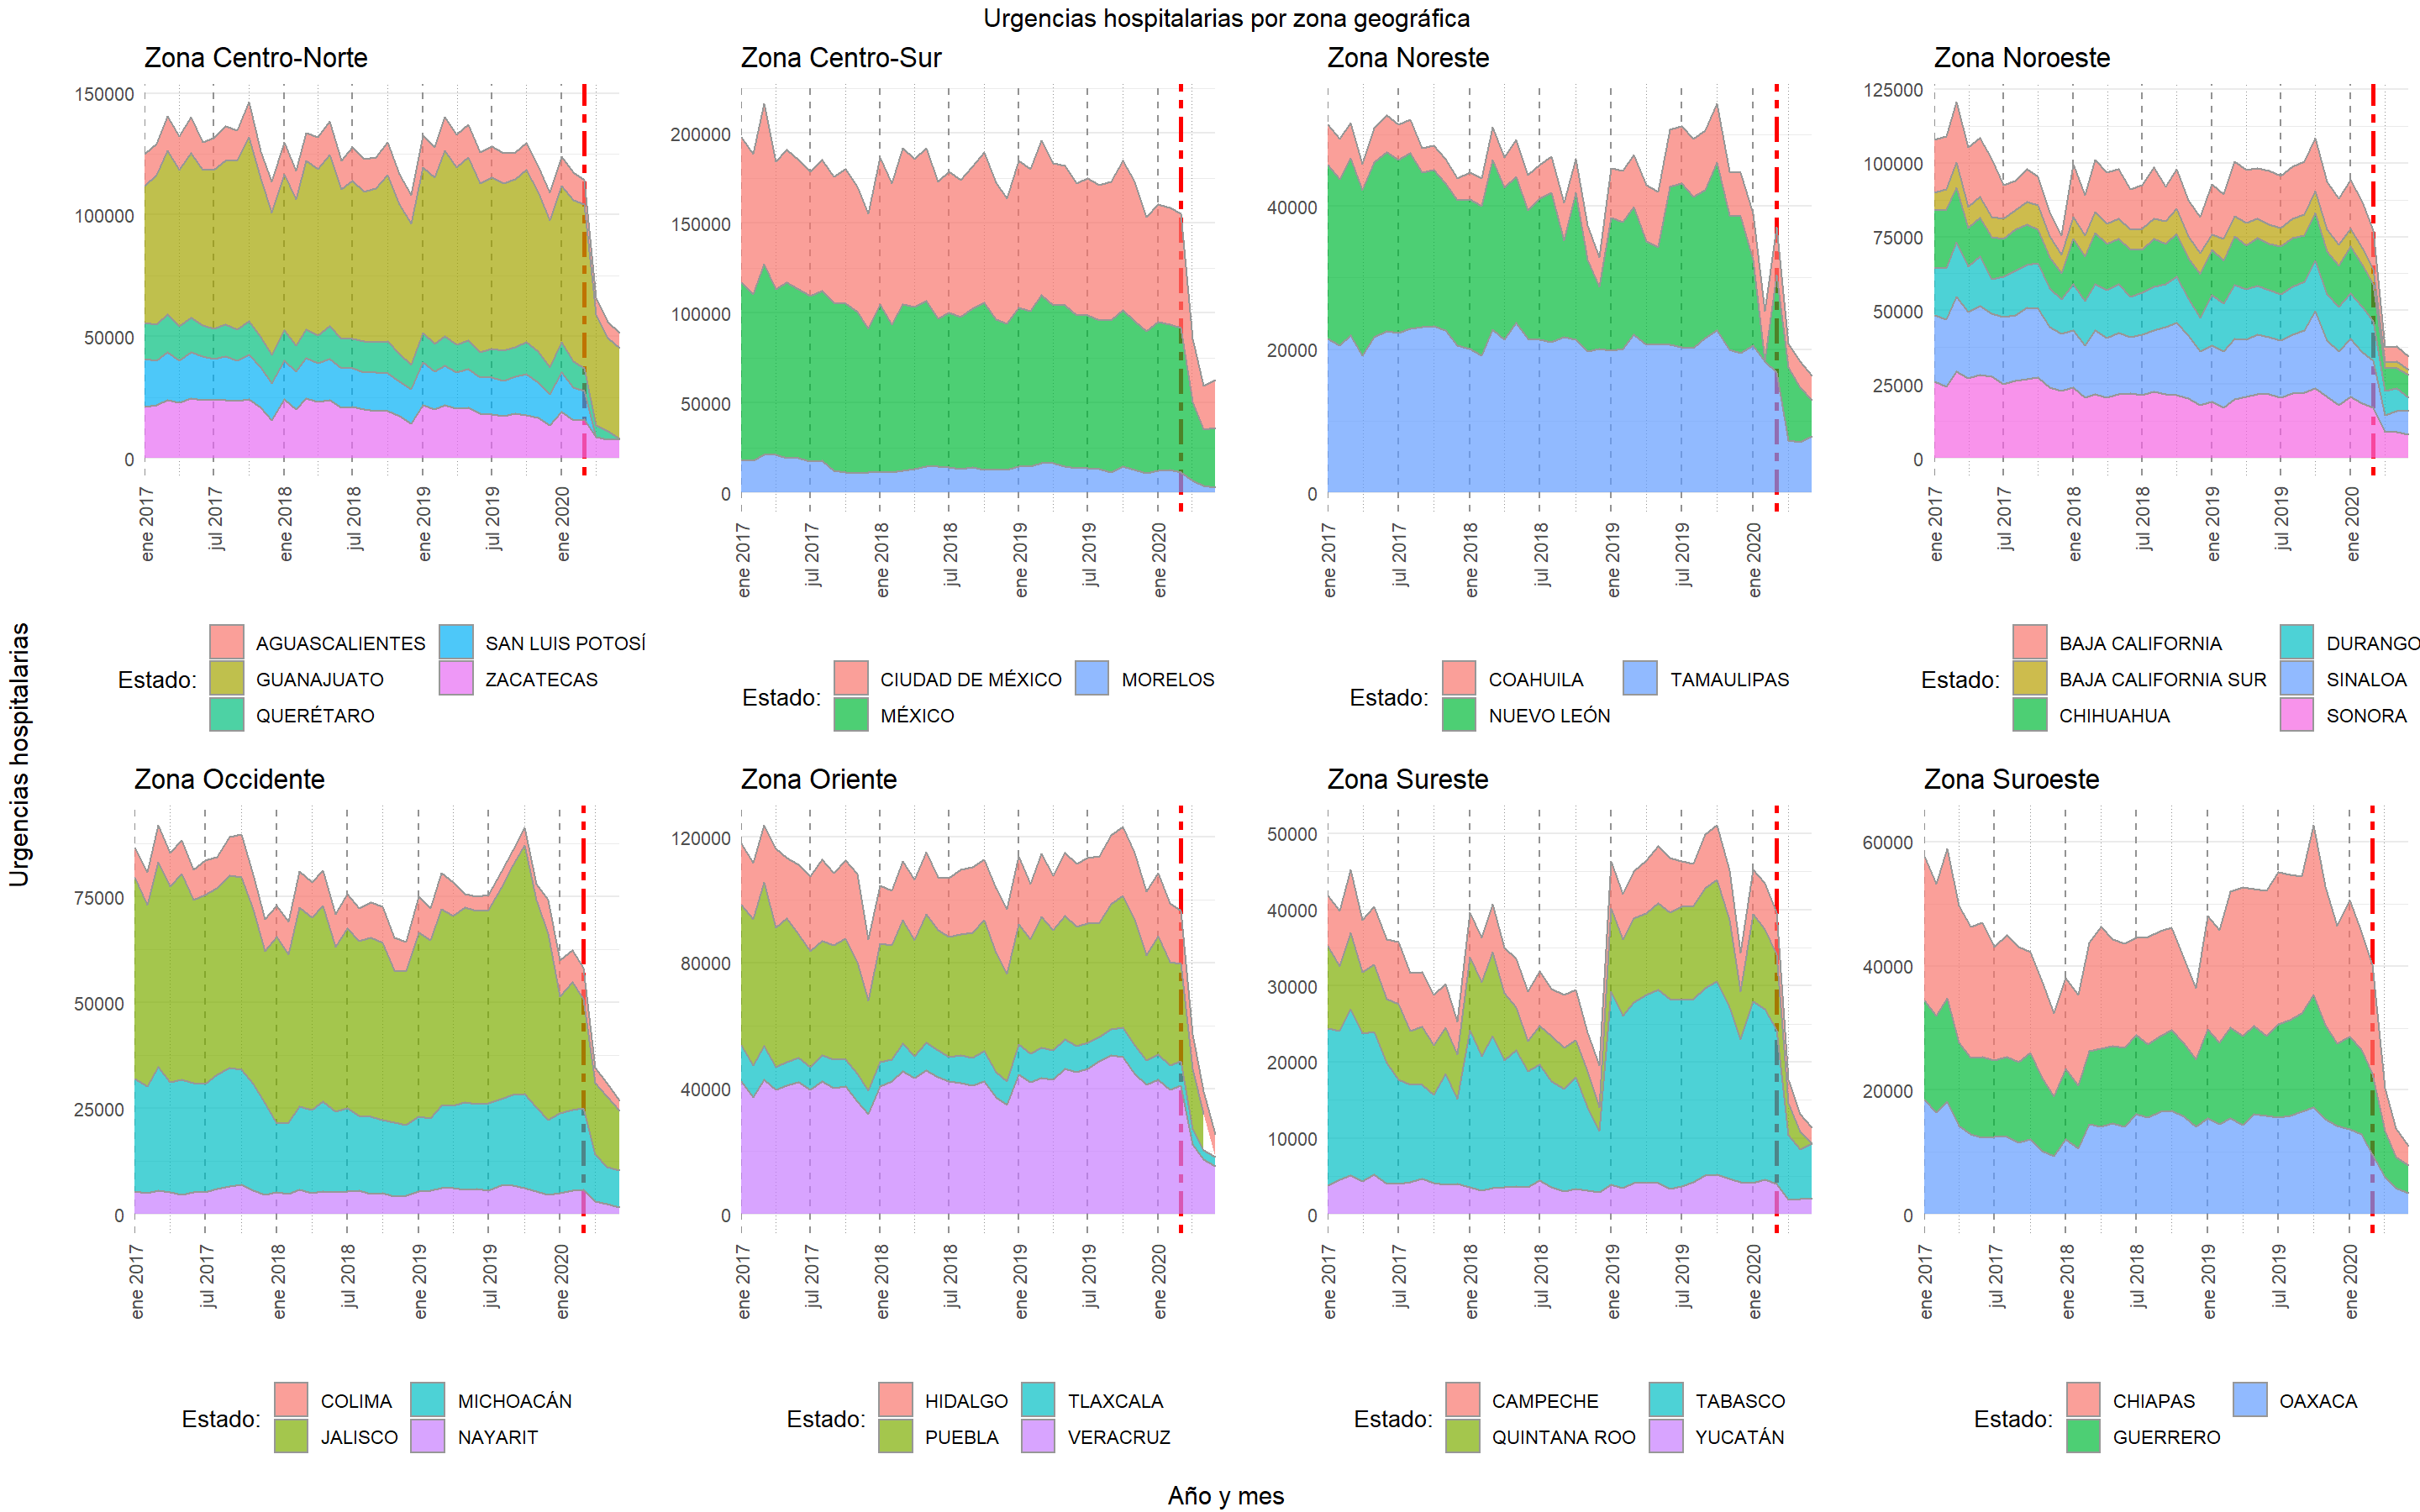 Urgencias hospitalarias por zona geográfica
Zona Centro-Norte
150000
100000
50000
0
ene 2017
jul 2017
ene 2018
jul 2018
ene 2019
jul 2019
ene 2020
Estado:
AGUASCALIENTES
GUANAJUATO
QUERÉTARO
SAN LUIS POTOSÍ
ZACATECAS
Zona Centro-Sur
200000
150000
100000
50000
0
ene 2017
jul 2017
ene 2018
jul 2018
ene 2019
jul 2019
ene 2020
Estado:
CIUDAD DE MÉXICO
MÉXICO
MORELOS
Zona Noreste
40000
20000
0
ene 2017
jul 2017
ene 2018
jul 2018
ene 2019
jul 2019
ene 2020
Estado:
COAHUILA
NUEVO LEÓN
TAMAULIPAS
Zona Noroeste
125000
100000
75000
50000
25000
0
ene 2017
jul 2017
ene 2018
jul 2018
ene 2019
jul 2019
ene 2020
Estado:
BAJA CALIFORNIA
BAJA CALIFORNIA SUR
CHIHUAHUA
DURANGO
SINALOA
SONORA
Urgencias hospitalarias
Zona Occidente
75000
50000
25000
0
ene 2017
jul 2017
ene 2018
jul 2018
ene 2019
jul 2019
ene 2020
Estado:
COLIMA
JALISCO
MICHOACÁN
NAYARIT
Zona Oriente
120000
80000
40000
0
ene 2017
jul 2017
ene 2018
jul 2018
ene 2019
jul 2019
ene 2020
Estado:
HIDALGO
PUEBLA
TLAXCALA
VERACRUZ
Zona Sureste
50000
40000
30000
20000
10000
0
ene 2017
jul 2017
ene 2018
jul 2018
ene 2019
jul 2019
ene 2020
Estado:
CAMPECHE
QUINTANA ROO
TABASCO
YUCATÁN
Zona Suroeste
60000
40000
20000
0
ene 2017
jul 2017
ene 2018
jul 2018
ene 2019
jul 2019
ene 2020
Estado:
CHIAPAS
GUERRERO
OAXACA
Año y mes